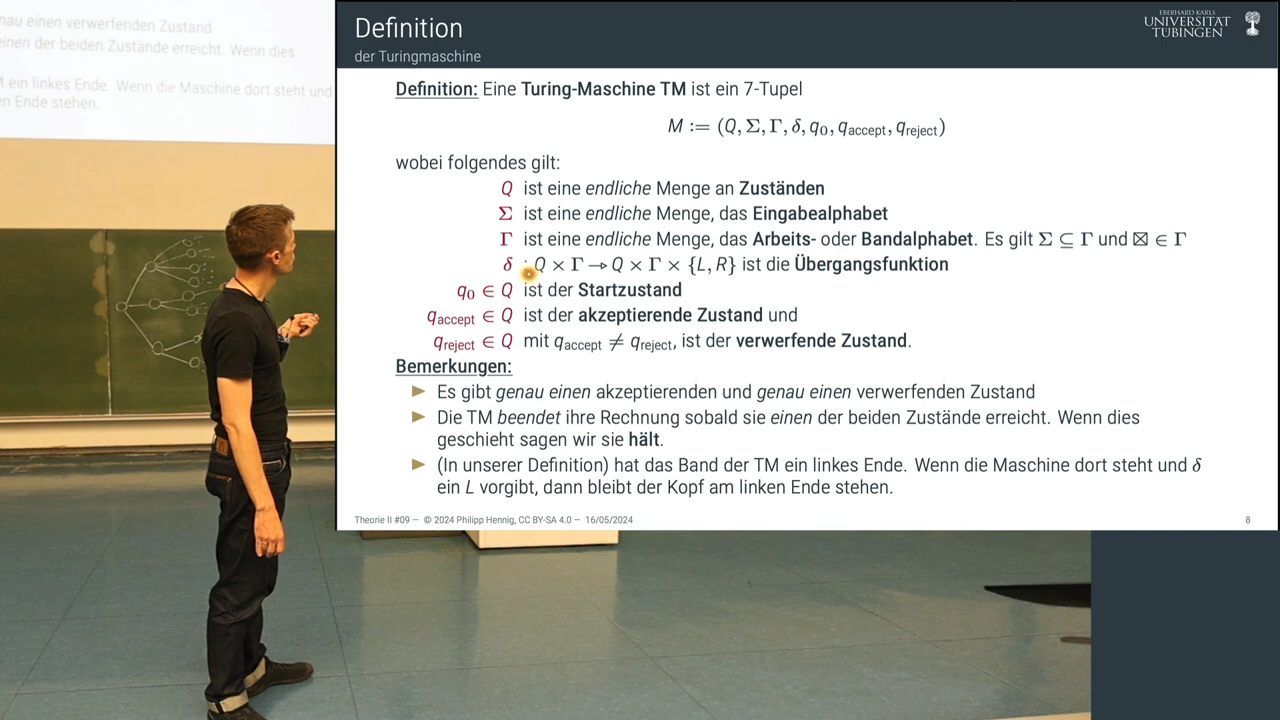 nau einen verwerfenden Zustand
einen der beiden Zustände erreicht. Wenn dies
M ein linkes Ende. Wenn die Maschine dort steht und
n Ende stehen.
Definition
der Turingmaschine
EBERHARD KARLS
UNIVERSITÄT
TÜBINGEN
Definition: Eine Turing-Maschine TM ist ein 7-Tupel
M := (Q, Σ, Γ, δ, q₀, q_accept, q_reject)
wobei folgendes gilt:
Q ist eine endliche Menge an Zuständen
Σ ist eine endliche Menge, das Eingabealphabet
Γ ist eine endliche Menge, das Arbeits- oder Bandalphabet. Es gilt Σ ⊆ Γ und ⊠ ∈ Γ
δ : Q × Γ → Q × Γ × {L, R} ist die Übergangsfunktion
q₀ ∈ Q ist der Startzustand
q_accept ∈ Q ist der akzeptierende Zustand und
q_reject ∈ Q mit q_accept ≠ q_reject, ist der verwerfende Zustand.
Bemerkungen:
► Es gibt genau einen akzeptierenden und genau einen verwerfenden Zustand
► Die TM beendet ihre Rechnung sobald sie einen der beiden Zustände erreicht. Wenn dies
geschieht sagen wir sie hält.
► (In unserer Definition) hat das Band der TM ein linkes Ende. Wenn die Maschine dort steht und δ
ein L vorgibt, dann bleibt der Kopf am linken Ende stehen.
Theorie II #09 — © 2024 Philipp Hennig, CC BY-SA 4.0 — 16/05/2024
8